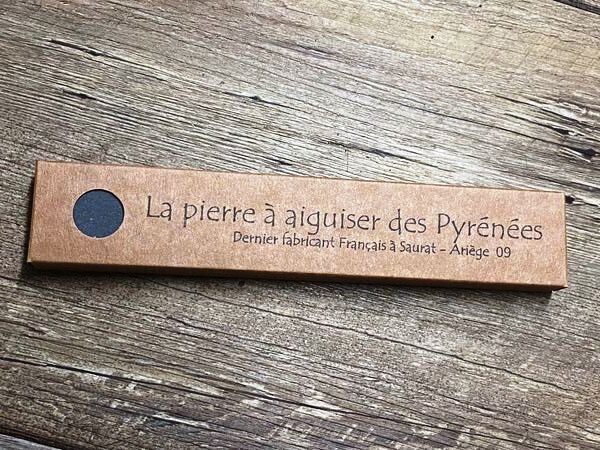 La pierre à aiguiser des Pyrénées
Dernier fabricant Français à Saurat - Ariège 09